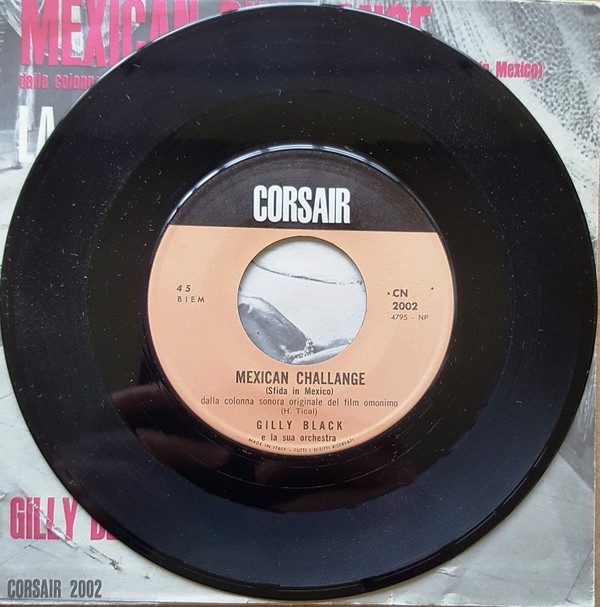 MEXICAN
dalla
Mexico)
LA
CORSAIR
45
BIEM
CN
2002
4795 - NP
MEXICAN CHALLANGE
(Sfida in Mexico)
dalla colonna sonora originale del film omonimo
(H. Tical)
GILLY BLACK
e la sua orchestra
MADE IN ITALY - TUTTI I DIRITTI RISERVATI
GILLY
CORSAIR 2002